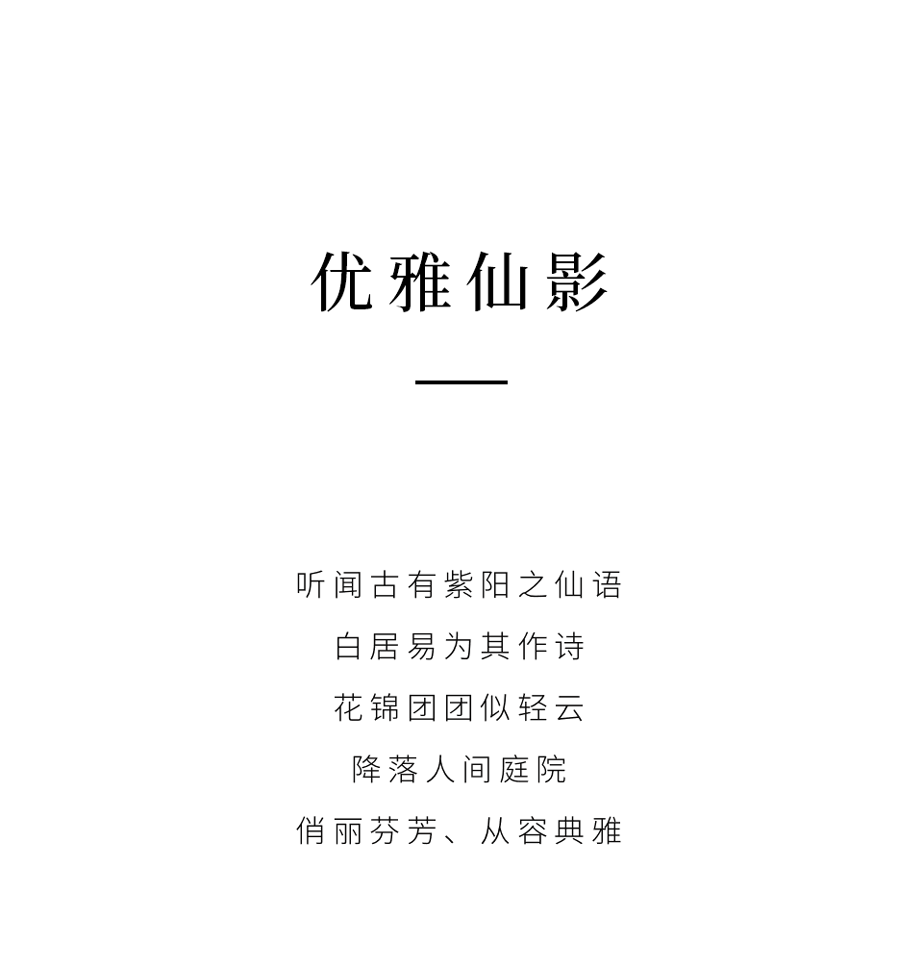 优雅仙影
听闻古有紫阳之仙语
白居易为其作诗
花锦团团似轻云
降落人间庭院
俏丽芬芳、从容典雅